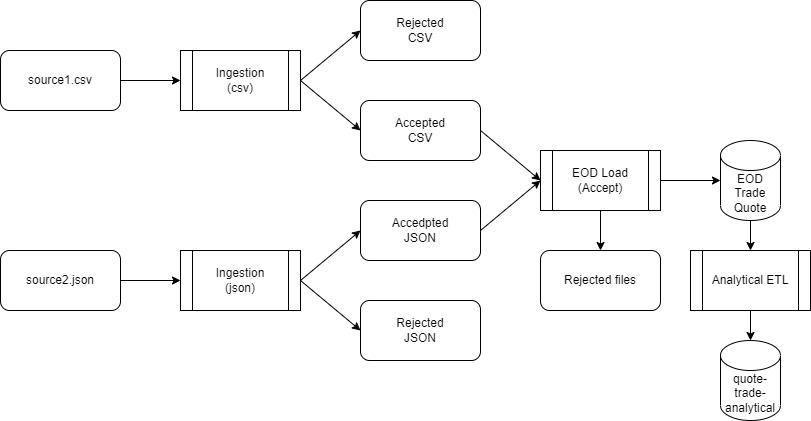 Rejected
CSV
source1.csv
Ingestion
(csv)
Accepted
CSV
EOD Load
(Accept)
EOD
Trade
Quote
Accedpted
JSON
source2.json
Ingestion
(json)
Rejected files
Analytical ETL
Rejected
JSON
quote-
trade-
analytical